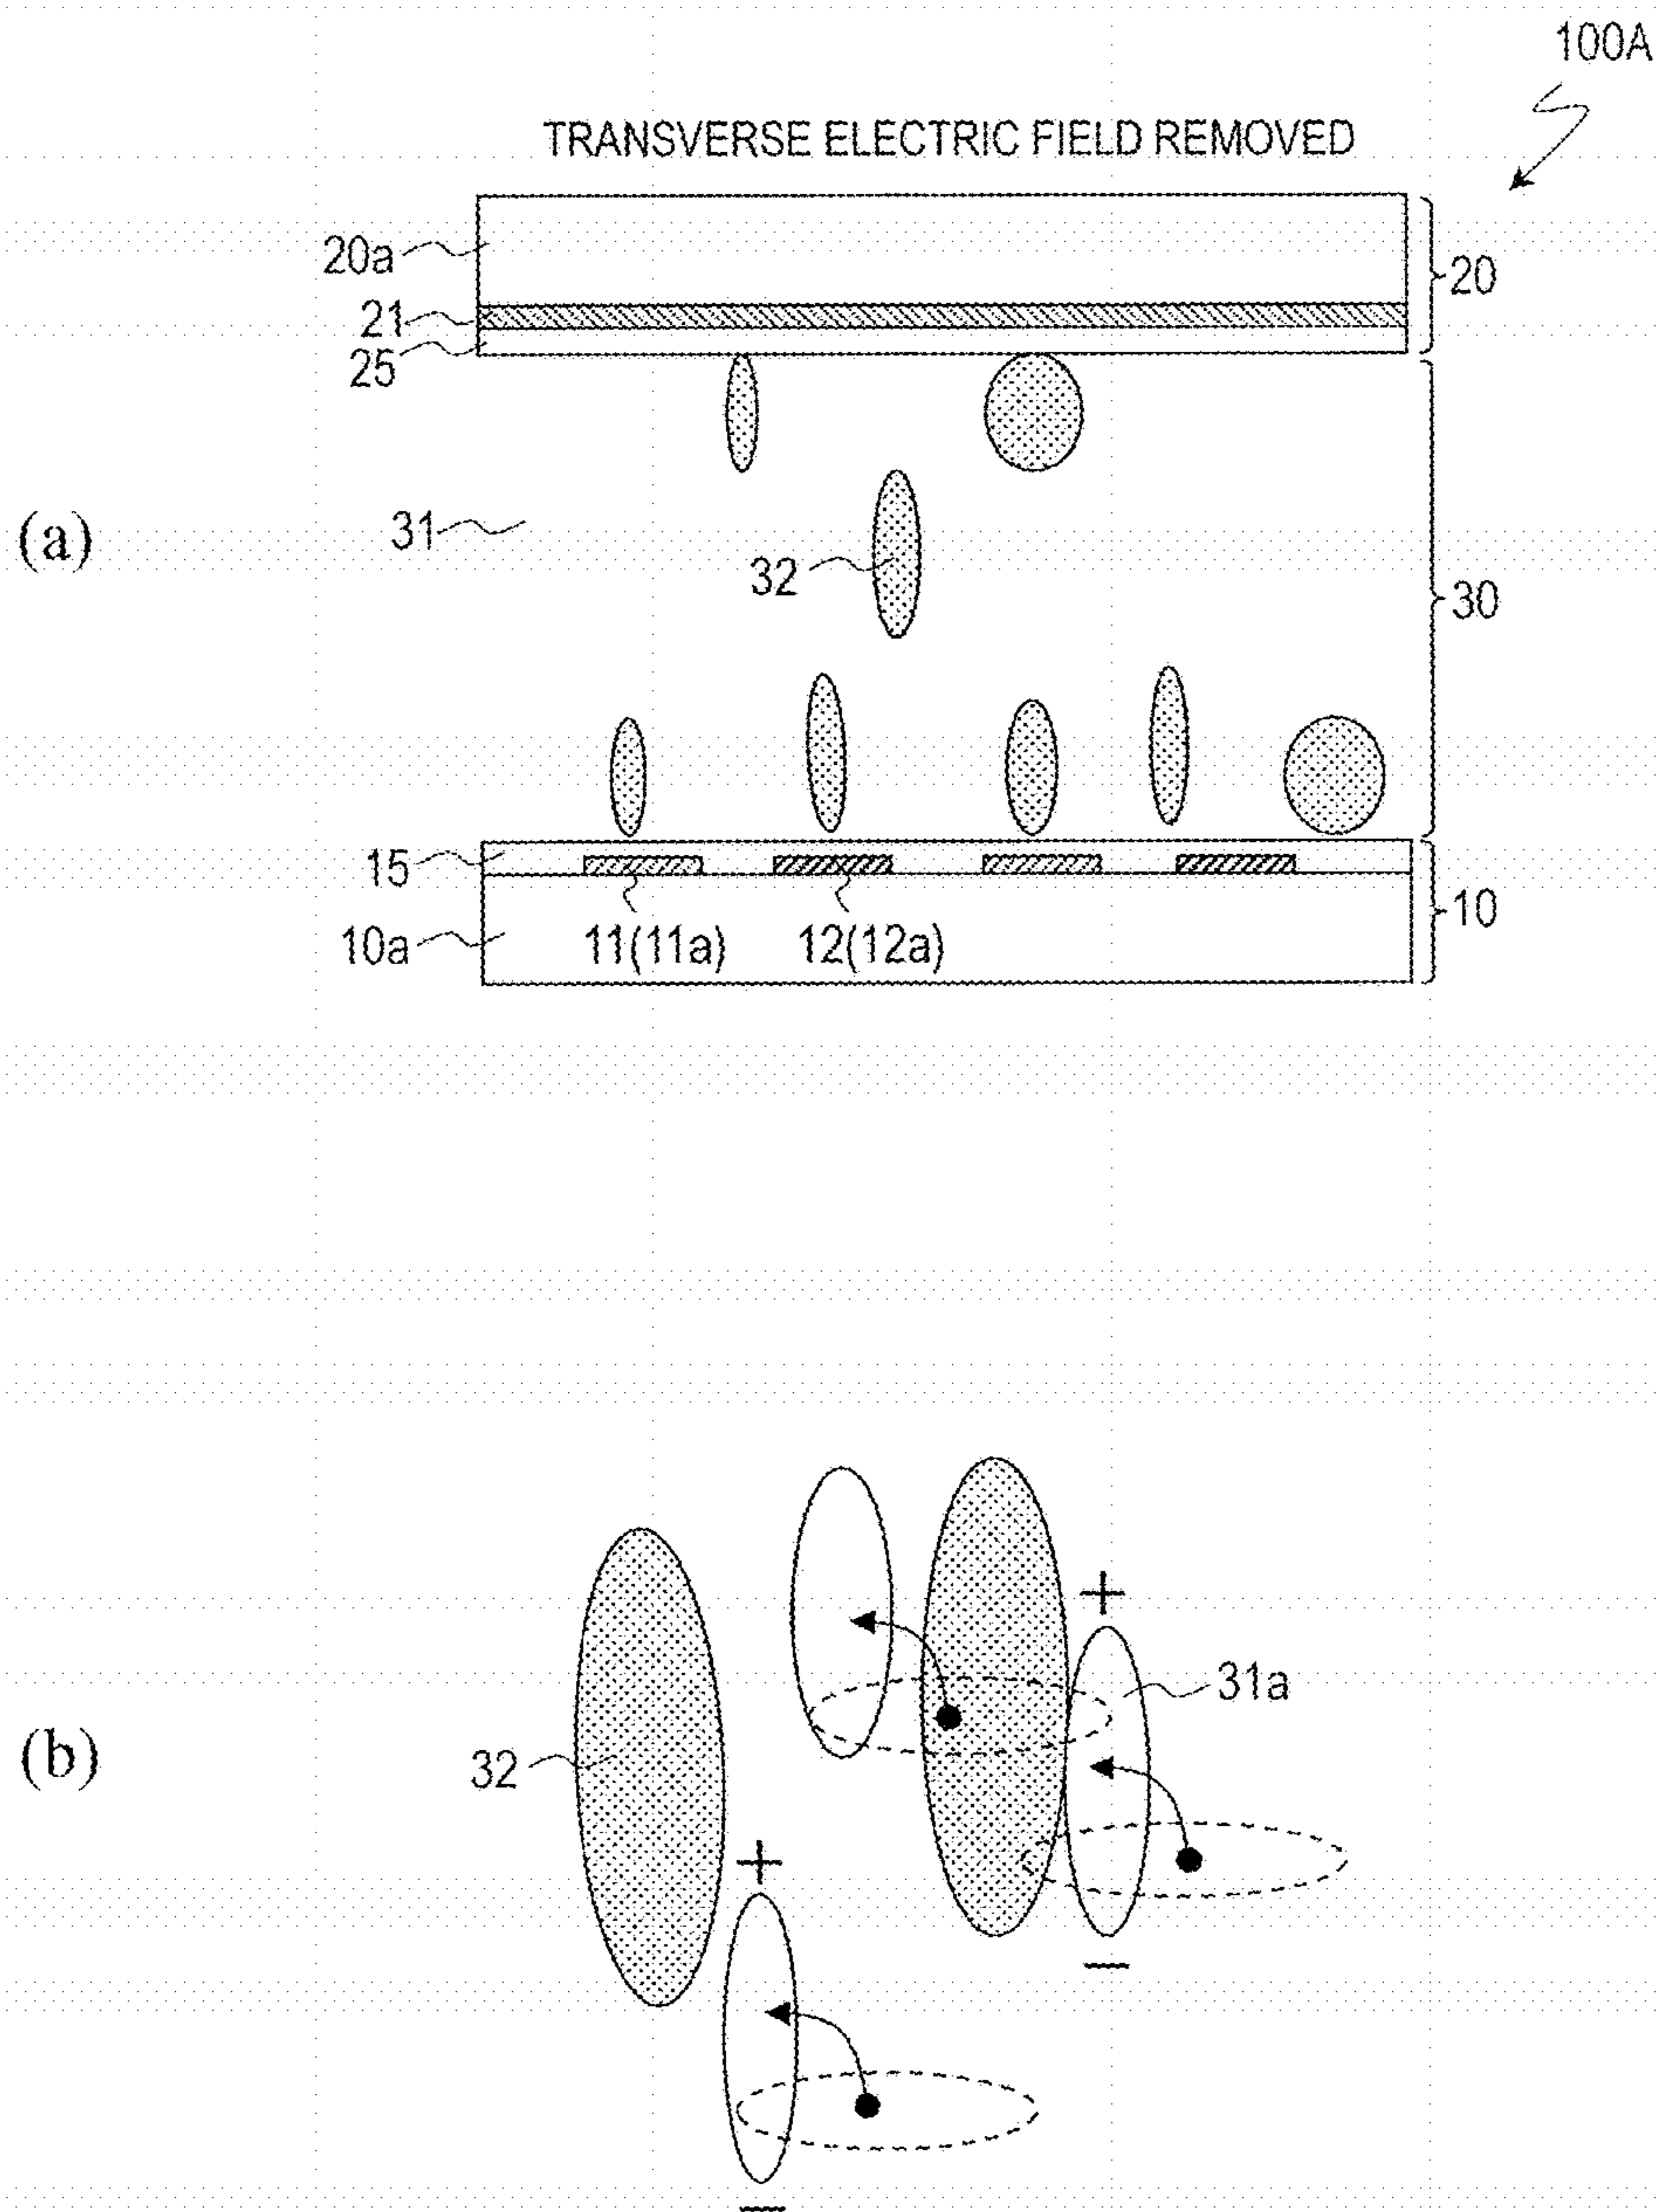 100A
TRANSVERSE ELECTRIC FIELD REMOVED
20a
20
21
25
(a)
31
32
30
15
10a
11(11a)
12(12a)
10
+
31a
(b)
32
+
−
−